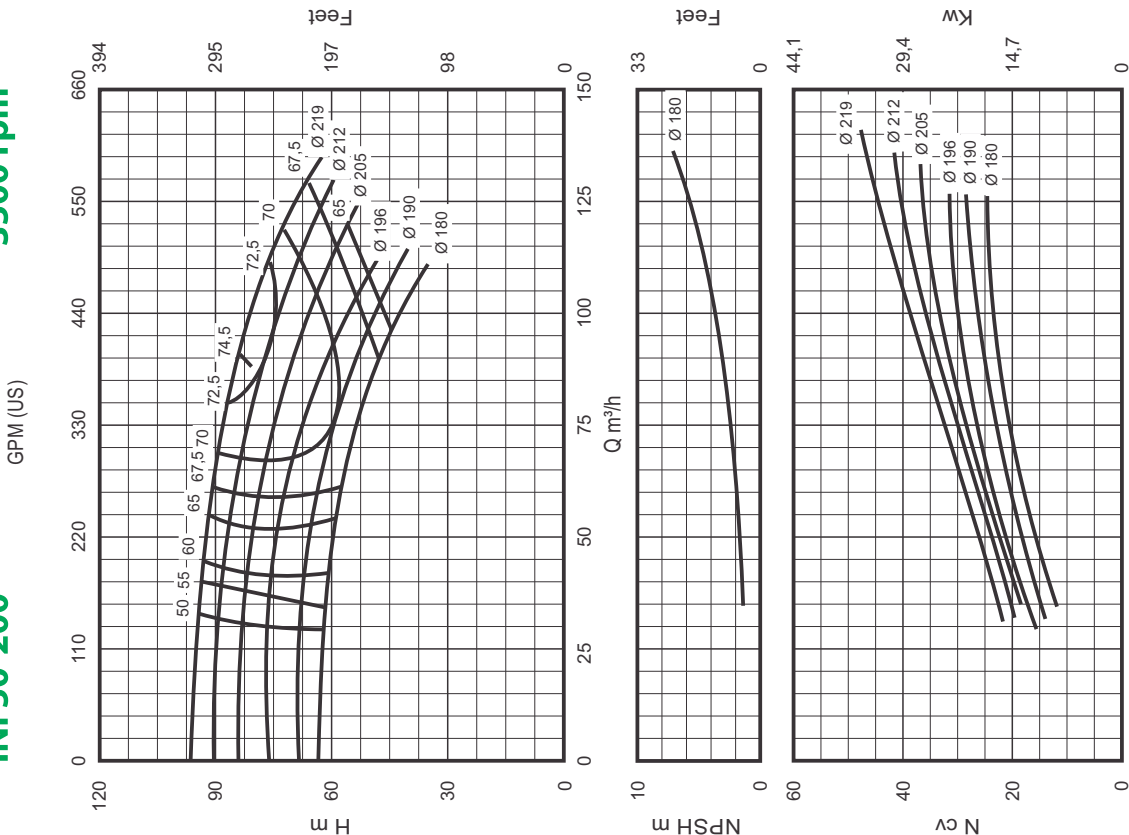 3500 rpm
GPM (US)
0 110 220 330 440 550 660
120 394
90 295
60 197
30 98
0 0
H m
Feet
50 55 60 65 67,5 70 72,5 74,5 72,5 70 67,5
65
Ø 219
Ø 212
Ø 205
Ø 196
Ø 190
Ø 180
0 25 50 75 100 125 150
Q m³/h
10 33
0 0
NPSH m
Feet
Ø 180
60 44,1
40 29,4
20 14,7
0 0
N cv
Kw
Ø 219
Ø 212
Ø 205
Ø 196
Ø 190
Ø 180